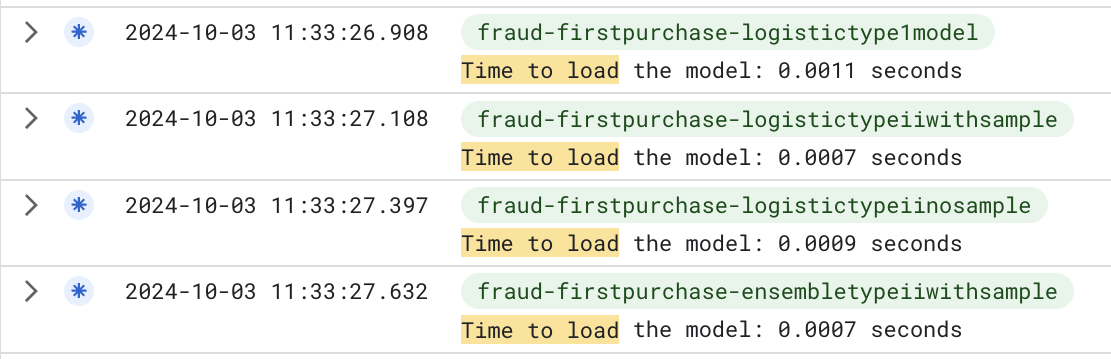 2024-10-03 11:33:26.908 fraud-firstpurchase-logistictype1model
Time to load the model: 0.0011 seconds
2024-10-03 11:33:27.108 fraud-firstpurchase-logistictypeiiwithsample
Time to load the model: 0.0007 seconds
2024-10-03 11:33:27.397 fraud-firstpurchase-logistictypeiinosample
Time to load the model: 0.0009 seconds
2024-10-03 11:33:27.632 fraud-firstpurchase-ensembletypeiiwithsample
Time to load the model: 0.0007 seconds